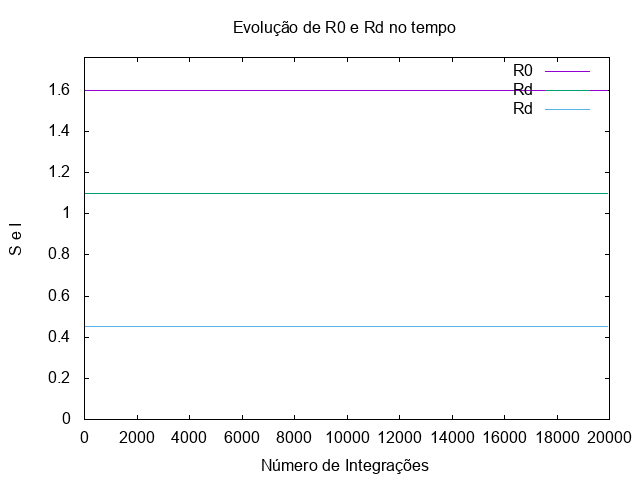 Evolução de R0 e Rd no tempo
R0
Rd
Rd
1.6
1.4
1.2
1
0.8
0.6
0.4
0.2
0
S e I
0 2000 4000 6000 8000 10000 12000 14000 16000 18000 20000
Número de Integrações